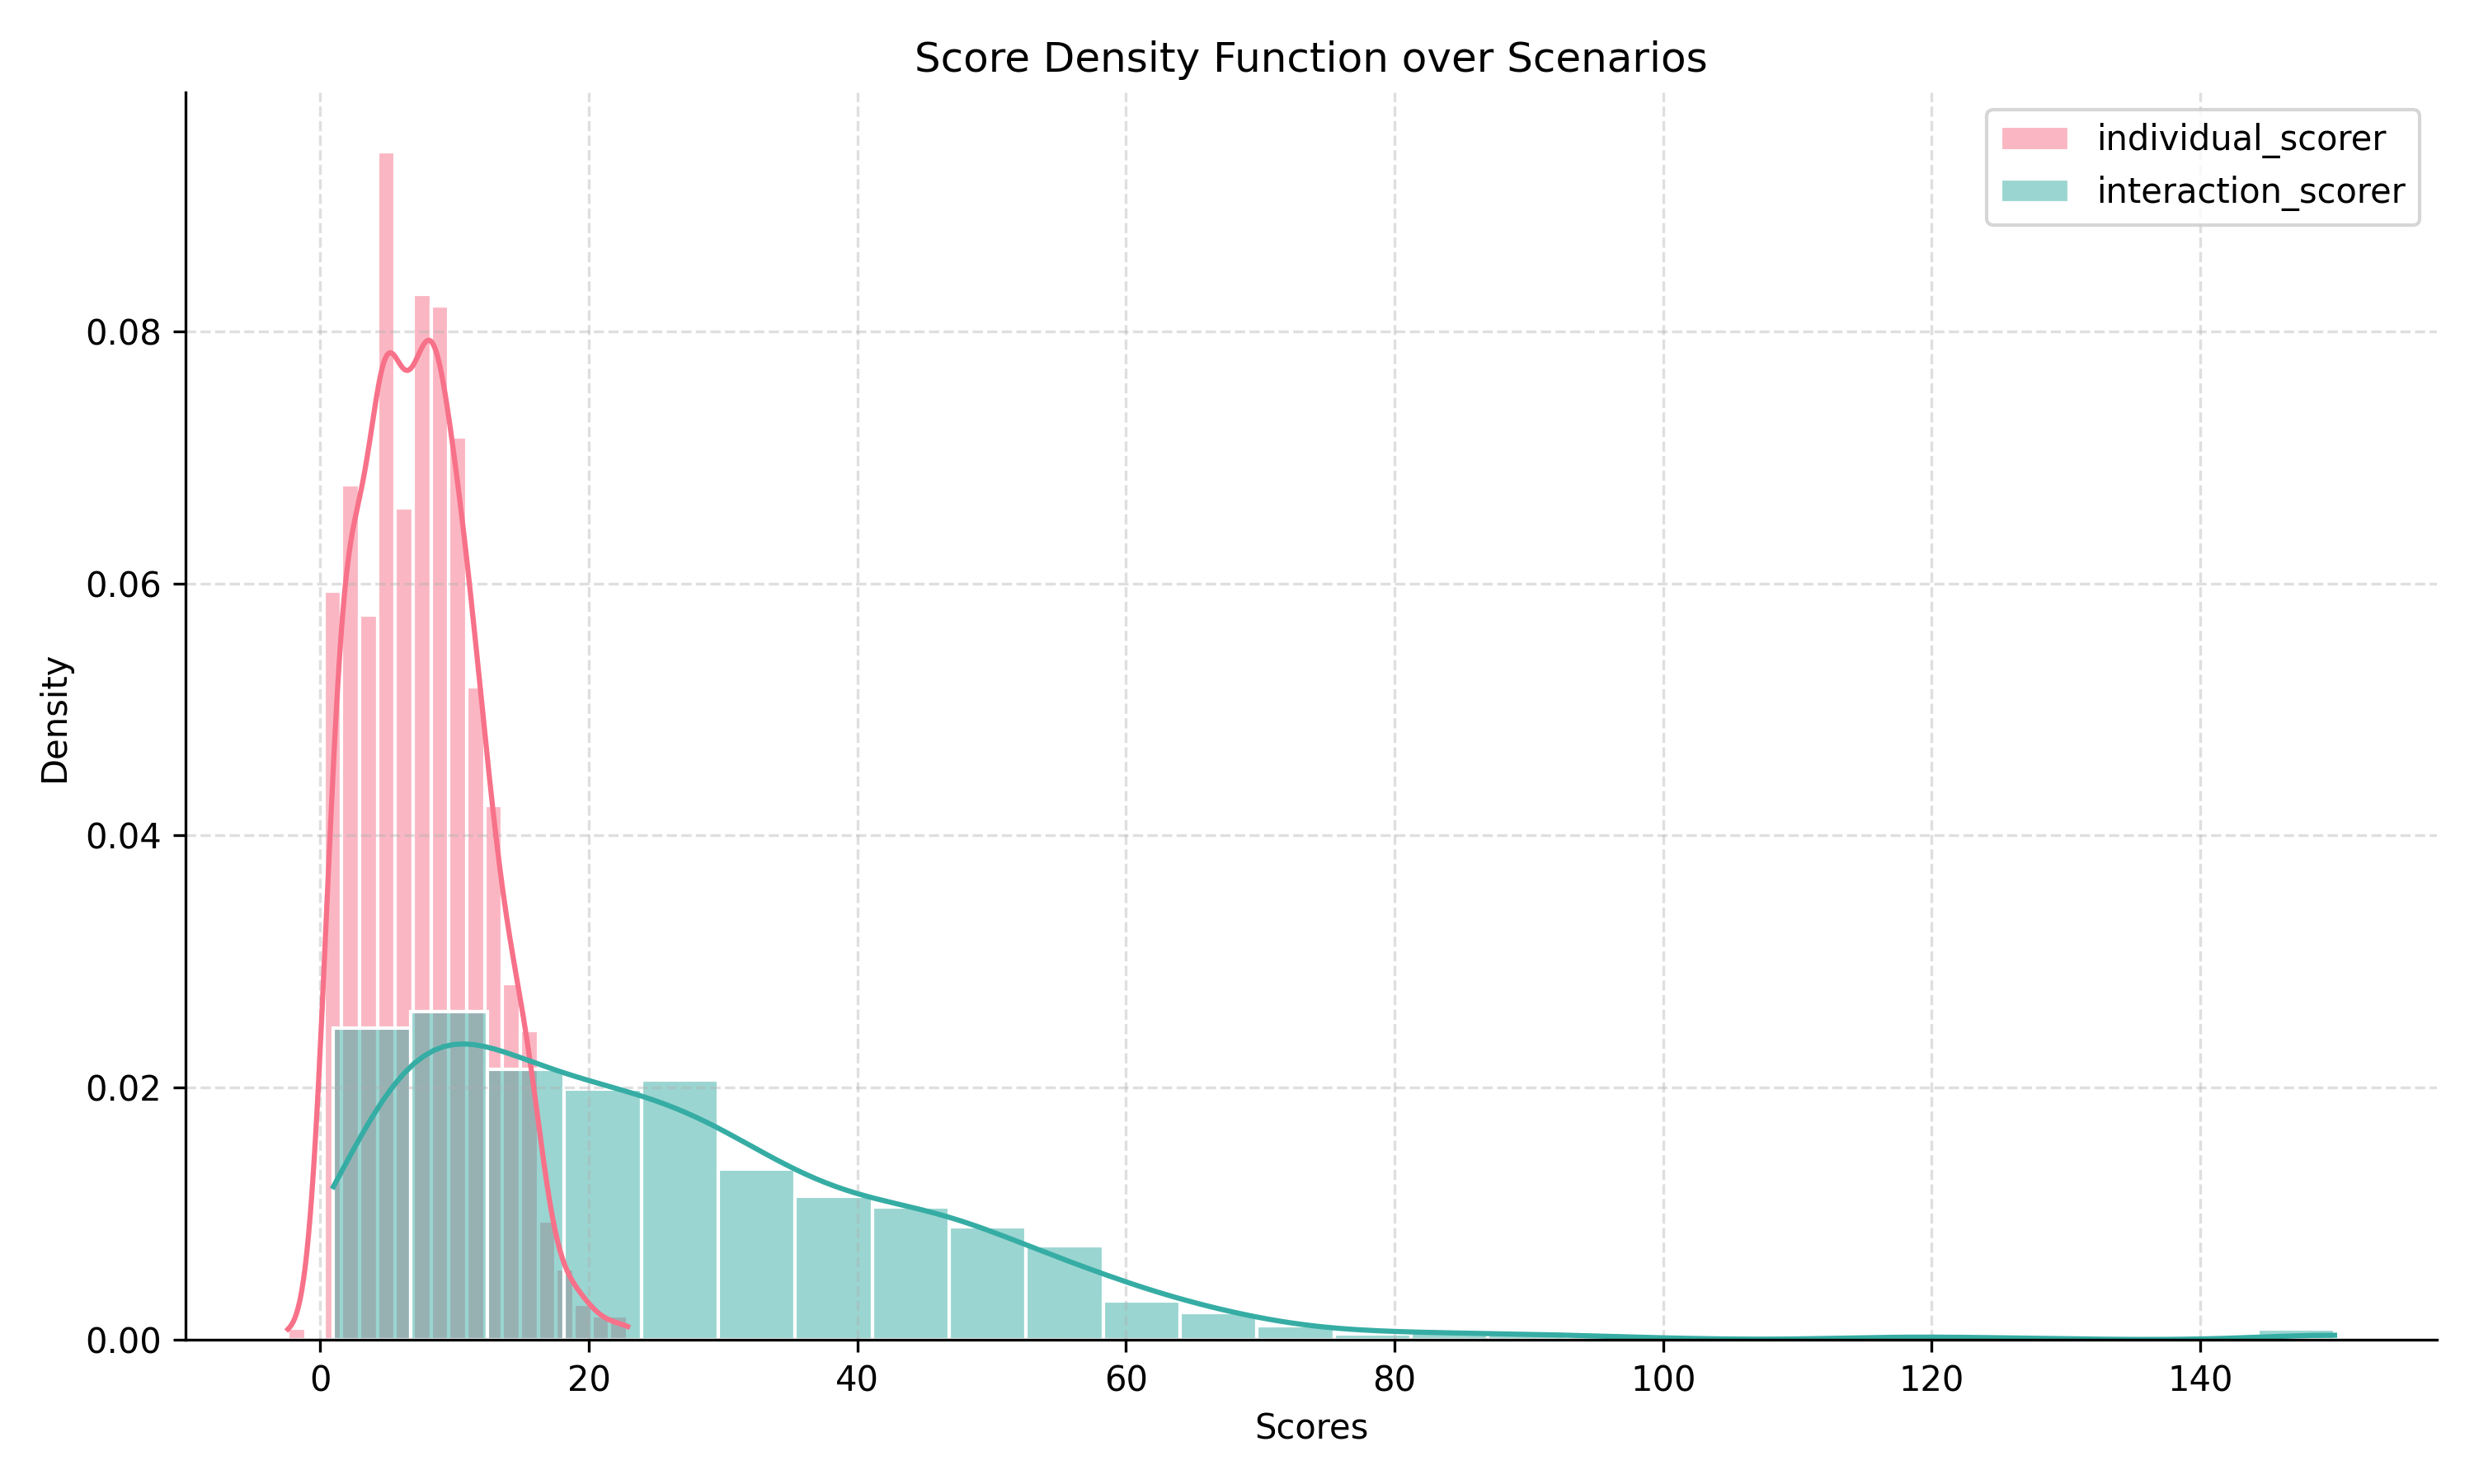 Score Density Function over Scenarios
individual_scorer
interaction_scorer
Density
0.08
0.06
0.04
0.02
0.00
0 20 40 60 80 100 120 140
Scores